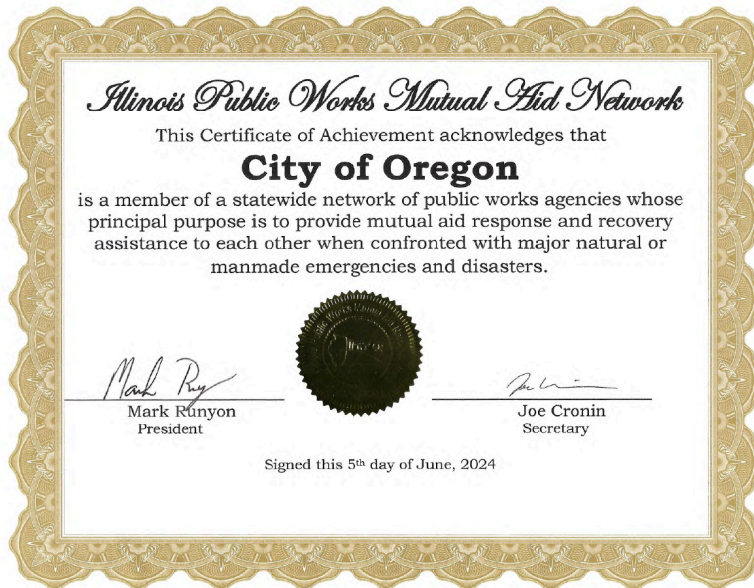 Illinois Public Works Mutual Aid Network
This Certificate of Achievement acknowledges that
City of Oregon
is a member of a statewide network of public works agencies whose
principal purpose is to provide mutual aid response and recovery
assistance to each other when confronted with major natural or
manmade emergencies and disasters.
Mark Runyon
President
Joe Cronin
Secretary
Signed this 5th day of June, 2024